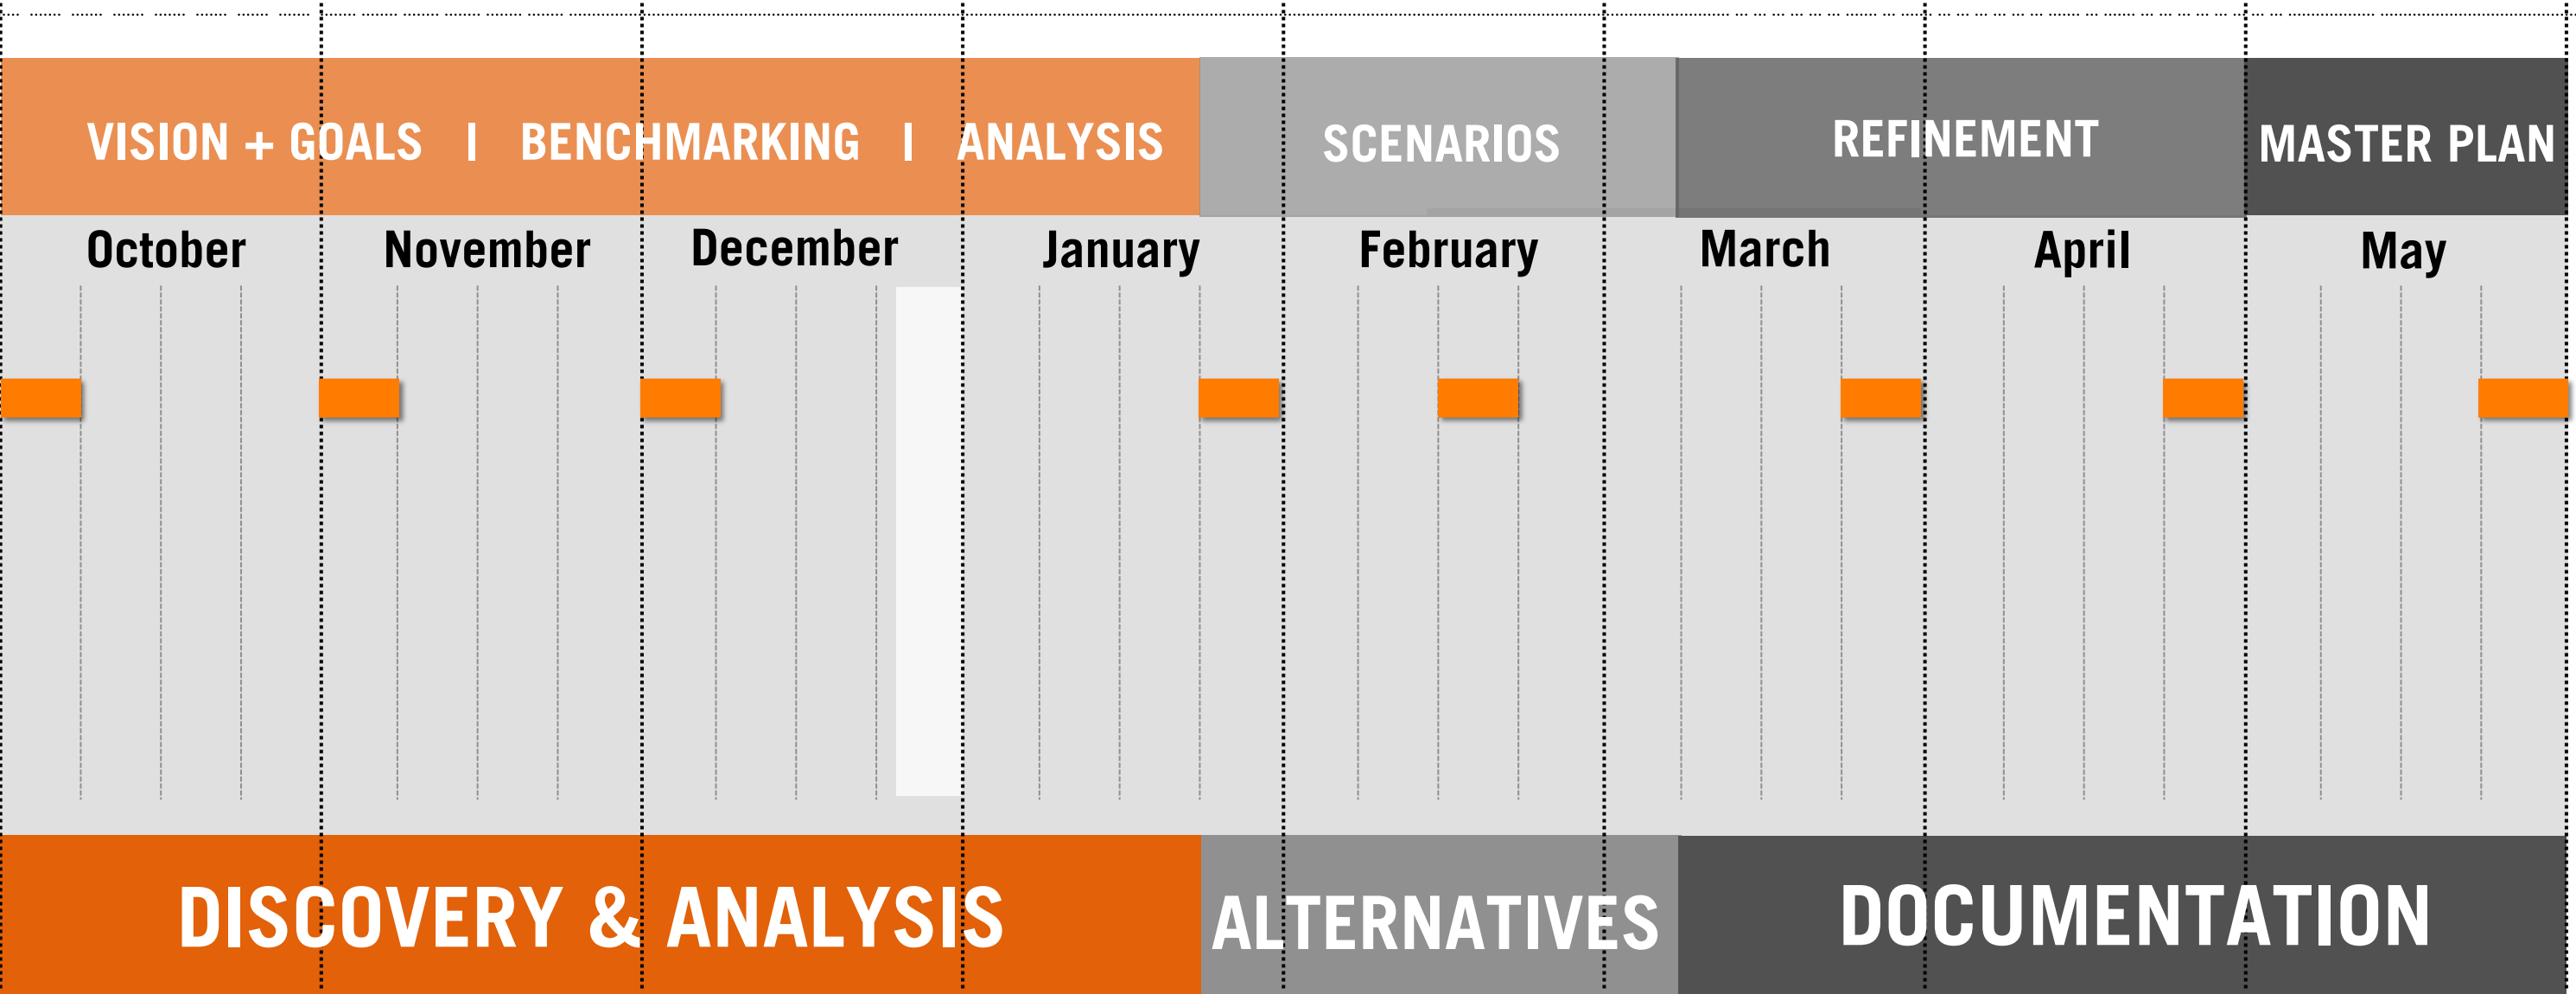 VISION + GOALS | BENCHMARKING | ANALYSIS SCENARIOS REFINEMENT MASTER PLAN
October November December January February March April May
DISCOVERY & ANALYSIS ALTERNATIVES DOCUMENTATION